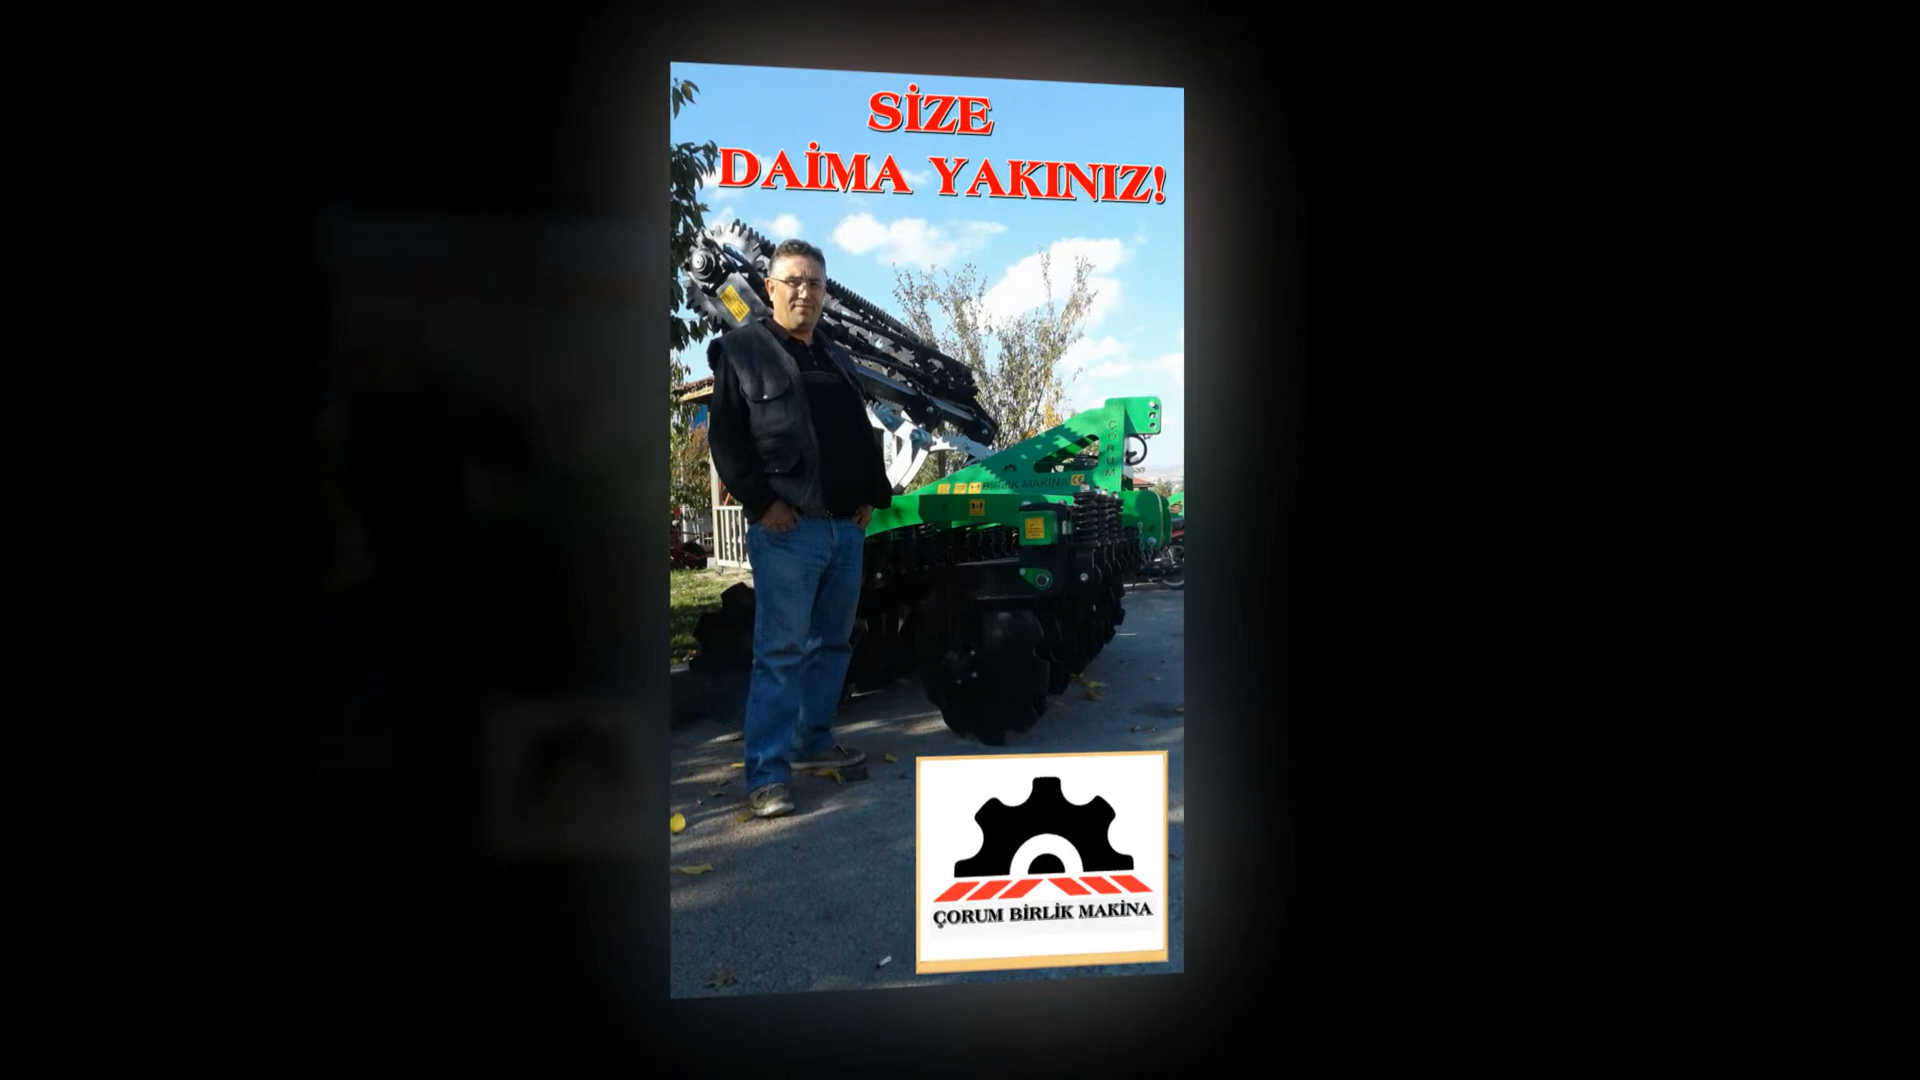 SİZE
DAİMA YAKINIZ!
ÇORUM
BİRLİK MAKİNA
ÇORUM BİRLİK MAKİNA